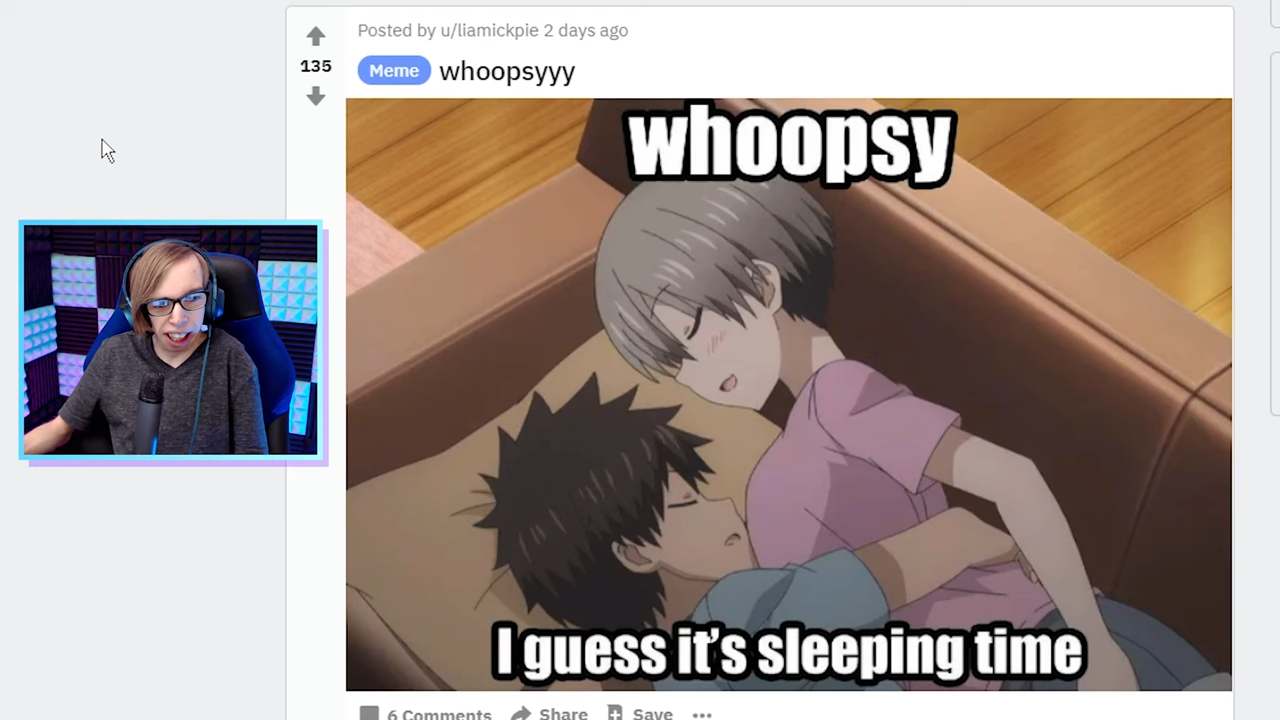 Posted by u/liamickpie 2 days ago
135
Meme whoopsyyy
whoopsy
I guess it's sleeping time
6 Comments Share Save